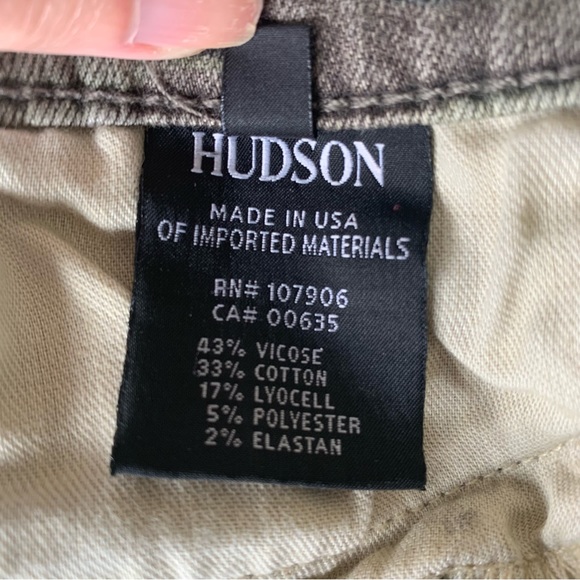 HUDSON
MADE IN USA
OF IMPORTED MATERIALS
RN# 107906
CA# 00635
43% VICOSE
33% COTTON
17% LYOCELL
5% POLYESTER
2% ELASTAN